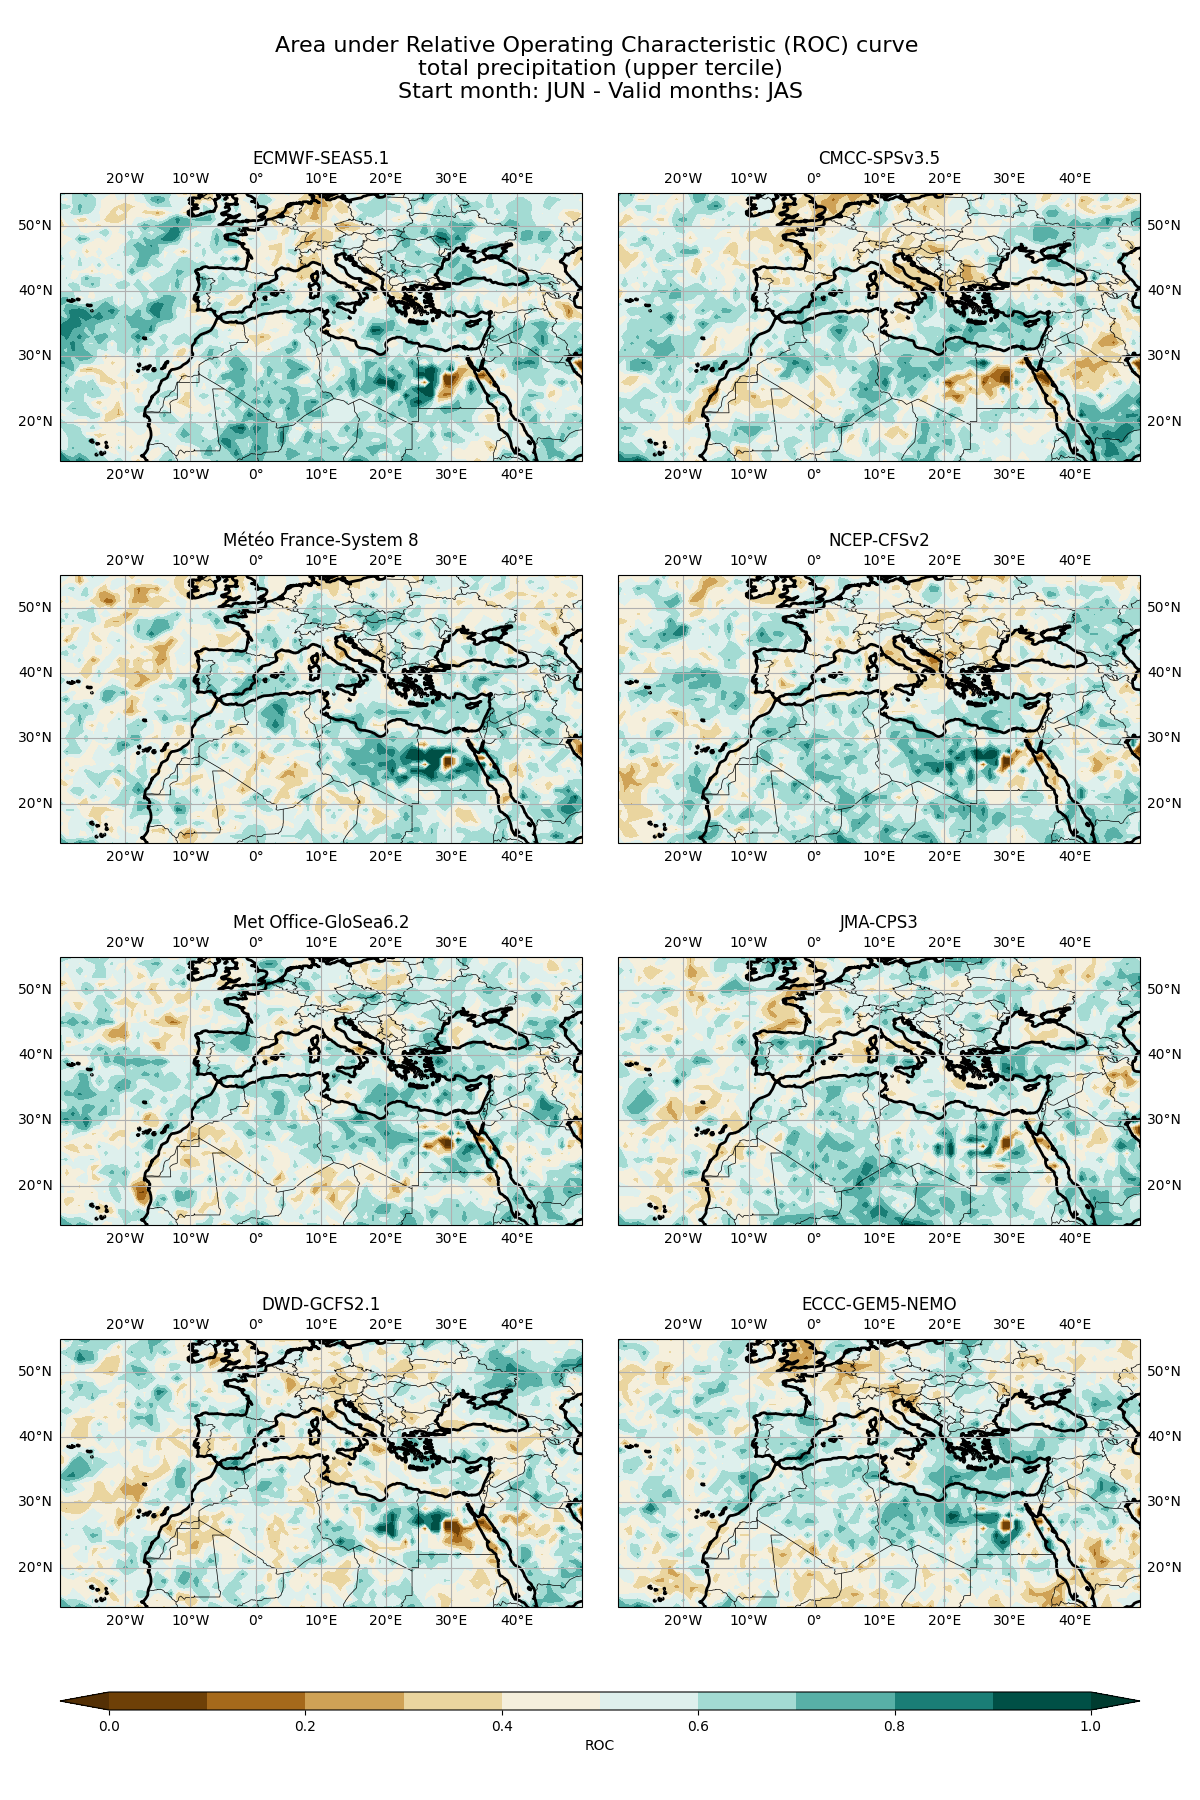 Area under Relative Operating Characteristic (ROC) curve
total precipitation (upper tercile)
Start month: JUN - Valid months: JAS
ECMWF-SEAS5.1
20°W 10°W 0° 10°E 20°E 30°E 40°E
50°N
40°N
30°N
20°N
20°W 10°W 0° 10°E 20°E 30°E 40°E
CMCC-SPSv3.5
20°W 10°W 0° 10°E 20°E 30°E 40°E
50°N
40°N
30°N
20°N
20°W 10°W 0° 10°E 20°E 30°E 40°E
Météo France-System 8
20°W 10°W 0° 10°E 20°E 30°E 40°E
50°N
40°N
30°N
20°N
20°W 10°W 0° 10°E 20°E 30°E 40°E
NCEP-CFSv2
20°W 10°W 0° 10°E 20°E 30°E 40°E
50°N
40°N
30°N
20°N
20°W 10°W 0° 10°E 20°E 30°E 40°E
Met Office-GloSea6.2
20°W 10°W 0° 10°E 20°E 30°E 40°E
50°N
40°N
30°N
20°N
20°W 10°W 0° 10°E 20°E 30°E 40°E
JMA-CPS3
20°W 10°W 0° 10°E 20°E 30°E 40°E
50°N
40°N
30°N
20°N
20°W 10°W 0° 10°E 20°E 30°E 40°E
DWD-GCFS2.1
20°W 10°W 0° 10°E 20°E 30°E 40°E
50°N
40°N
30°N
20°N
20°W 10°W 0° 10°E 20°E 30°E 40°E
ECCC-GEM5-NEMO
20°W 10°W 0° 10°E 20°E 30°E 40°E
50°N
40°N
30°N
20°N
20°W 10°W 0° 10°E 20°E 30°E 40°E
0.0 0.2 0.4 0.6 0.8 1.0
ROC